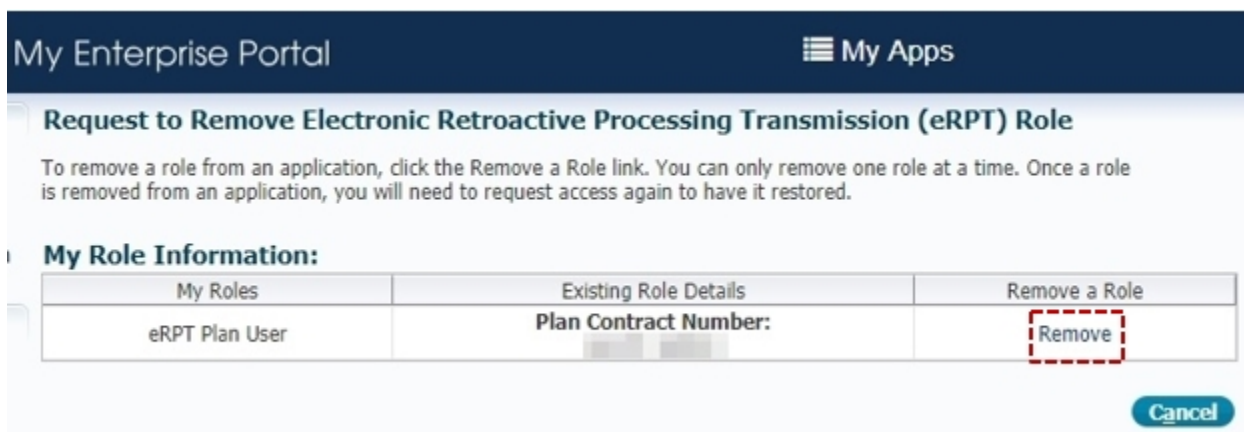 My Enterprise Portal My Apps
Request to Remove Electronic Retroactive Processing Transmission (eRPT) Role
To remove a role from an application, click the Remove a Role link. You can only remove one role at a time. Once a role
is removed from an application, you will need to request access again to have it restored.
My Role Information:
My Roles Existing Role Details Remove a Role
eRPT Plan User Plan Contract Number: Remove
Cancel